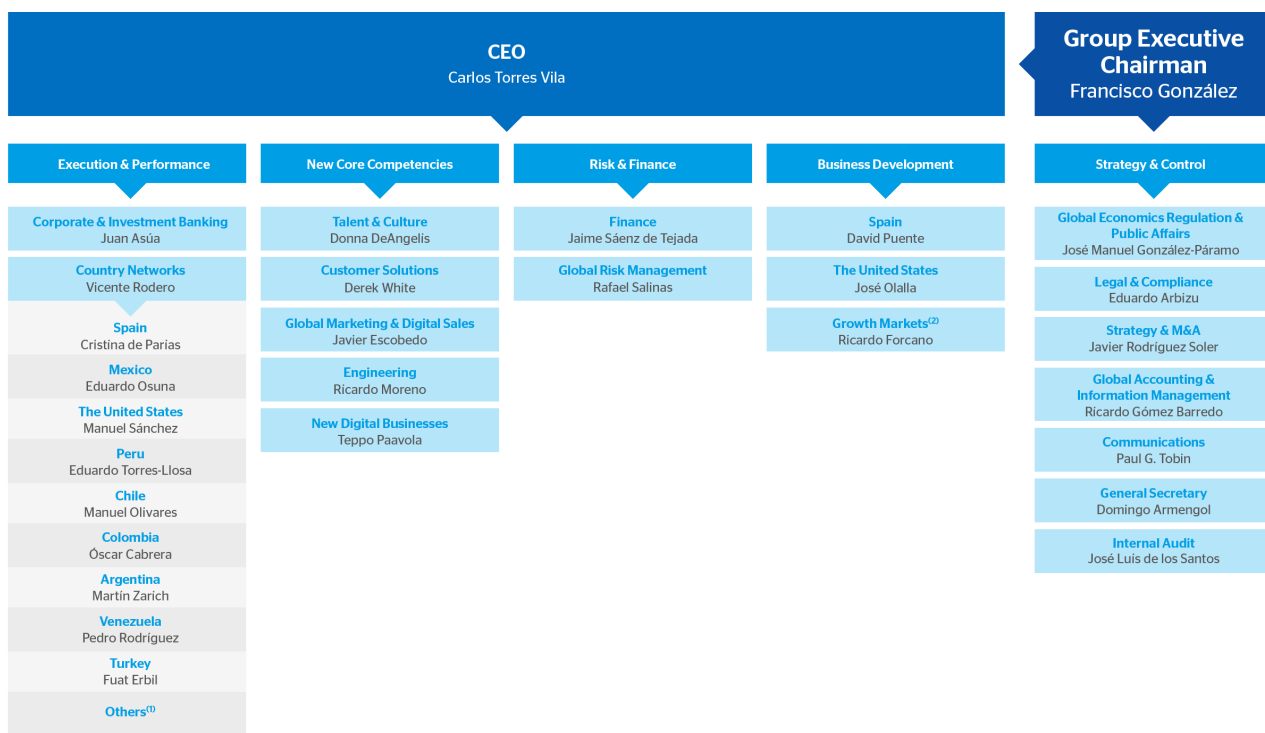 CEO
Carlos Torres Vila
Group Executive
Chairman
Francisco González
Execution & Performance
Corporate & Investment Banking
Juan Asúa
Country Networks
Vicente Rodero
Spain
Cristina de Parías
Mexico
Eduardo Osuna
The United States
Manuel Sánchez
Peru
Eduardo Torres-Llosa
Chile
Manuel Olivares
Colombia
Óscar Cabrera
Argentina
Martín Zarich
Venezuela
Pedro Rodríguez
Turkey
Fuat Erbil
Others(1)
New Core Competencies
Talent & Culture
Donna DeAngelis
Customer Solutions
Derek White
Global Marketing & Digital Sales
Javier Escobedo
Engineering
Ricardo Moreno
New Digital Businesses
Teppo Paavola
Risk & Finance
Finance
Jaime Sáenz de Tejada
Global Risk Management
Rafael Salinas
Business Development
Spain
David Puente
The United States
José Olalla
Growth Markets(2)
Ricardo Forcano
Strategy & Control
Global Economics Regulation &
Public Affairs
José Manuel González-Páramo
Legal & Compliance
Eduardo Arbizu
Strategy & M&A
Javier Rodríguez Soler
Global Accounting &
Information Management
Ricardo Gómez Barredo
Communications
Paul G. Tobin
General Secretary
Domingo Armengol
Internal Audit
José Luis de los Santos